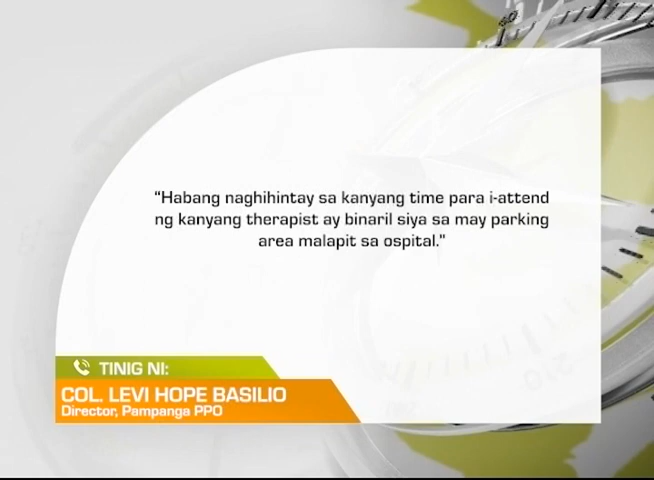 “Habang naghihintay sa kanyang time para i-attend
ng kanyang therapist ay binaril siya sa may parking
area malapit sa ospital.”
TINIG NI:
COL. LEVI HOPE BASILIO
Director, Pampanga PPO